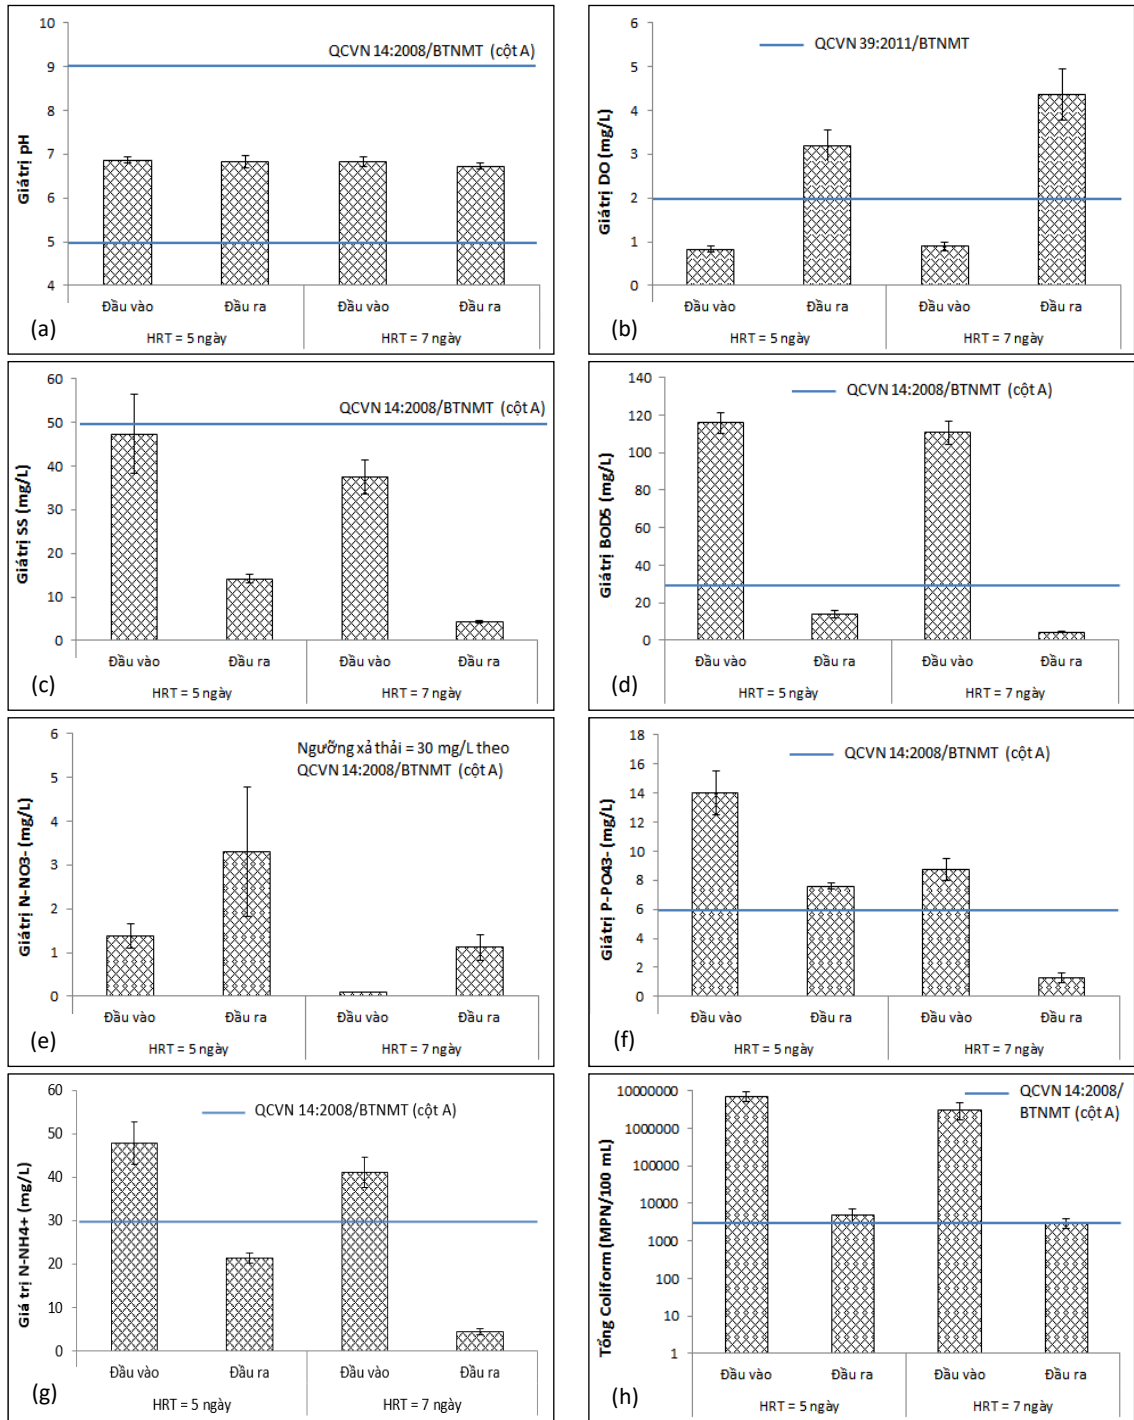 10
9
8
7
6
5
4
Giá trị pH
QCVN 14:2008/BTNMT (cột A)
Đầu vào Đầu ra Đầu vào Đầu ra
HRT = 5 ngày HRT = 7 ngày
(a)
6
5
4
3
2
1
0
Giá trị DO (mg/L)
QCVN 39:2011/BTNMT
Đầu vào Đầu ra Đầu vào Đầu ra
HRT = 5 ngày HRT = 7 ngày
(b)
60
50
40
30
20
10
0
Giá trị SS (mg/L)
QCVN 14:2008/BTNMT (cột A)
Đầu vào Đầu ra Đầu vào Đầu ra
HRT = 5 ngày HRT = 7 ngày
(c)
140
120
100
80
60
40
20
0
Giá trị BOD5 (mg/L)
QCVN 14:2008/BTNMT (cột A)
Đầu vào Đầu ra Đầu vào Đầu ra
HRT = 5 ngày HRT = 7 ngày
(d)
6
5
4
3
2
1
0
Giá trị N-NO3- (mg/L)
Ngưỡng xả thải = 30 mg/L theo
QCVN 14:2008/BTNMT (cột A)
Đầu vào Đầu ra Đầu vào Đầu ra
HRT = 5 ngày HRT = 7 ngày
(e)
18
16
14
12
10
8
6
4
2
0
Giá trị P-PO43- (mg/L)
QCVN 14:2008/BTNMT (cột A)
Đầu vào Đầu ra Đầu vào Đầu ra
HRT = 5 ngày HRT = 7 ngày
(f)
60
50
40
30
20
10
0
Giá trị N-NH4+ (mg/L)
QCVN 14:2008/BTNMT (cột A)
Đầu vào Đầu ra Đầu vào Đầu ra
HRT = 5 ngày HRT = 7 ngày
(g)
10000000
1000000
100000
10000
1000
100
10
1
Tổng Coliform (MPN/100 mL)
QCVN 14:2008/
BTNMT (cột A)
Đầu vào Đầu ra Đầu vào Đầu ra
HRT = 5 ngày HRT = 7 ngày
(h)